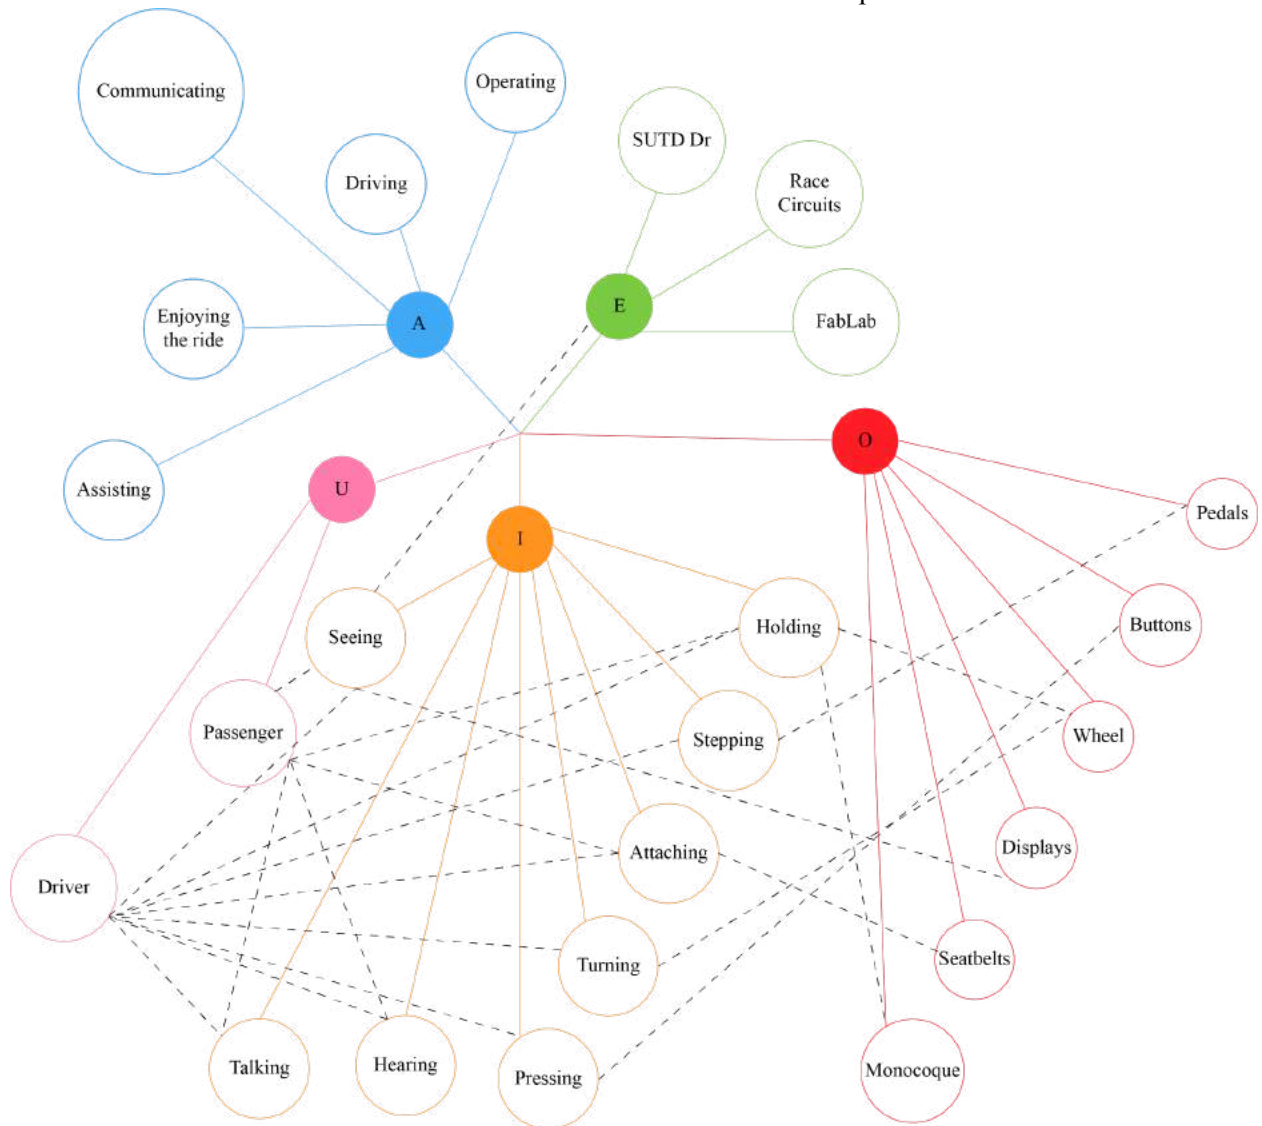 Communicating
Operating
SUTD Dr
Driving
Race
Circuits
Enjoying
the ride
A
E
FabLab
O
Assisting
U
I
Pedals
Seeing
Holding
Buttons
Passenger
Stepping
Wheel
Driver
Attaching
Displays
Turning
Seatbelts
Talking
Hearing
Pressing
Monocoque